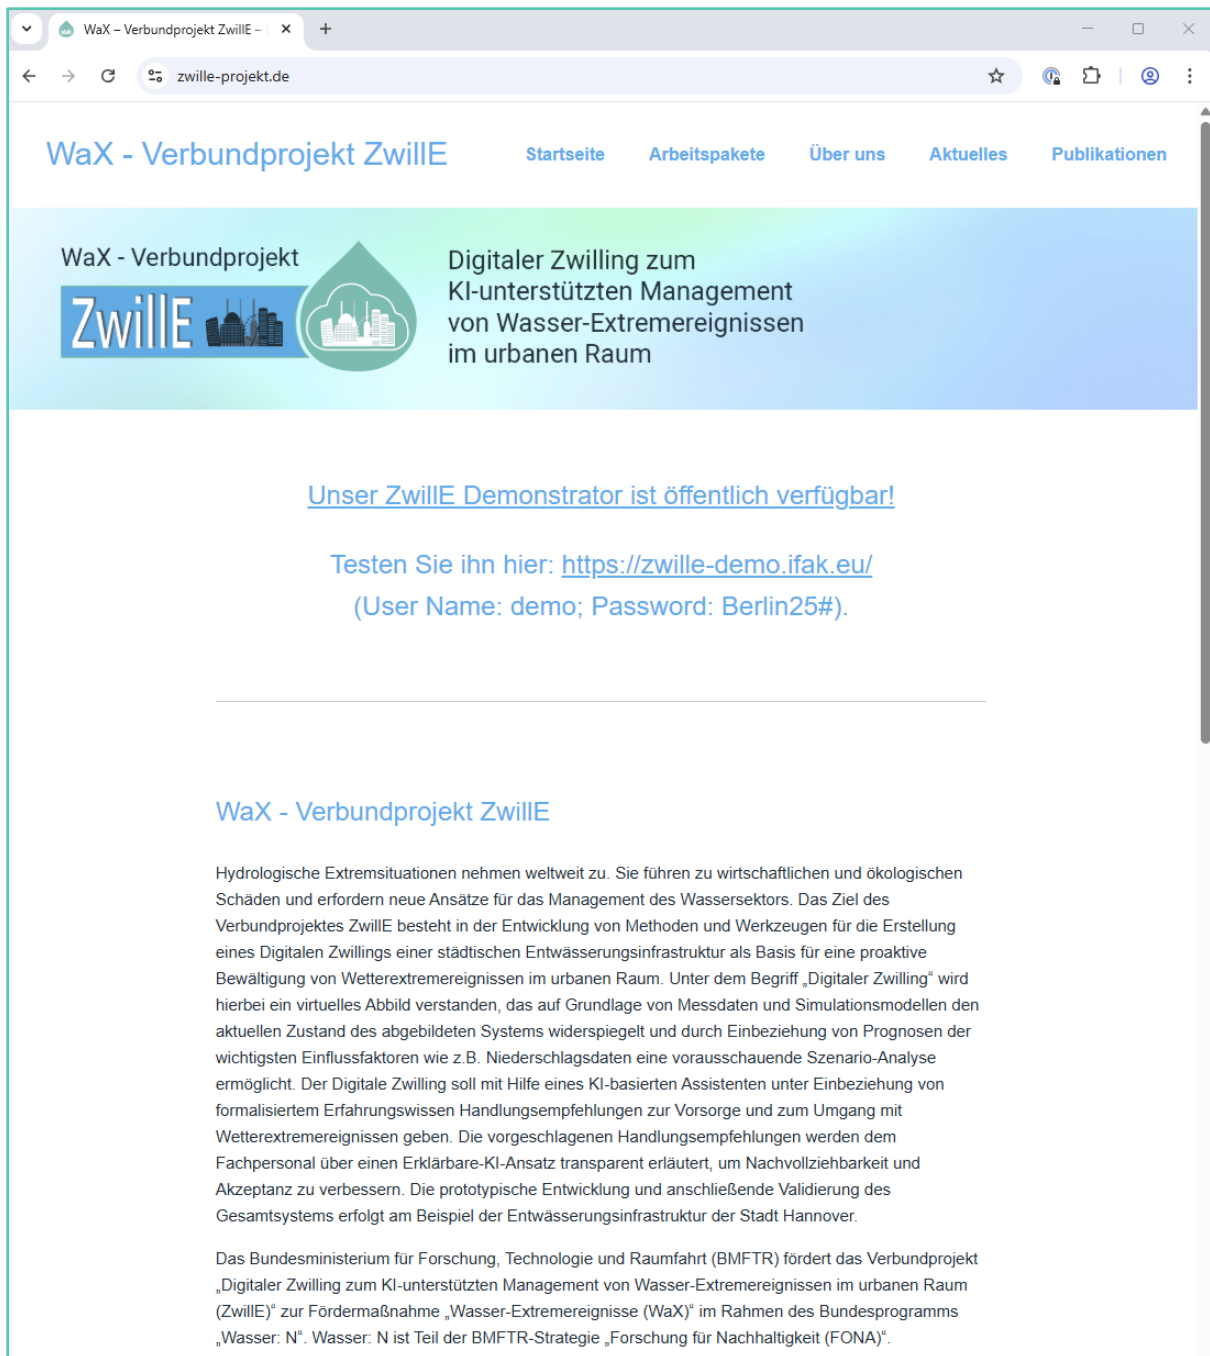 WaX – Verbundprojekt ZwillE –
zwille-projekt.de
WaX - Verbundprojekt ZwillE
Startseite
Arbeitspakete
Über uns
Aktuelles
Publikationen
WaX - Verbundprojekt
ZwillE
Digitaler Zwilling zum
KI-unterstützten Management
von Wasser-Extremereignissen
im urbanen Raum
Unser ZwillE Demonstrator ist öffentlich verfügbar!
Testen Sie ihn hier: https://zwille-demo.ifak.eu/
(User Name: demo; Password: Berlin25#).
WaX - Verbundprojekt ZwillE
Hydrologische Extremsituationen nehmen weltweit zu. Sie führen zu wirtschaftlichen und ökologischen
Schäden und erfordern neue Ansätze für das Management des Wassersektors. Das Ziel des
Verbundprojektes ZwillE besteht in der Entwicklung von Methoden und Werkzeugen für die Erstellung
eines Digitalen Zwillings einer städtischen Entwässerungsinfrastruktur als Basis für eine proaktive
Bewältigung von Wetterextremereignissen im urbanen Raum. Unter dem Begriff „Digitaler Zwilling“ wird
hierbei ein virtuelles Abbild verstanden, das auf Grundlage von Messdaten und Simulationsmodellen den
aktuellen Zustand des abgebildeten Systems widerspiegelt und durch Einbeziehung von Prognosen der
wichtigsten Einflussfaktoren wie z.B. Niederschlagsdaten eine vorausschauende Szenario-Analyse
ermöglicht. Der Digitale Zwilling soll mit Hilfe eines KI-basierten Assistenten unter Einbeziehung von
formalisiertem Erfahrungswissen Handlungsempfehlungen zur Vorsorge und zum Umgang mit
Wetterextremereignissen geben. Die vorgeschlagenen Handlungsempfehlungen werden dem
Fachpersonal über einen Erklärbare-KI-Ansatz transparent erläutert, um Nachvollziehbarkeit und
Akzeptanz zu verbessern. Die prototypische Entwicklung und anschließende Validierung des
Gesamtsystems erfolgt am Beispiel der Entwässerungsinfrastruktur der Stadt Hannover.
Das Bundesministerium für Forschung, Technologie und Raumfahrt (BMFTR) fördert das Verbundprojekt
„Digitaler Zwilling zum KI-unterstützten Management von Wasser-Extremereignissen im urbanen Raum
(ZwillE)“ zur Fördermaßnahme „Wasser-Extremereignisse (WaX)“ im Rahmen des Bundesprogramms
„Wasser: N“. Wasser: N ist Teil der BMFTR-Strategie „Forschung für Nachhaltigkeit (FONA)“.